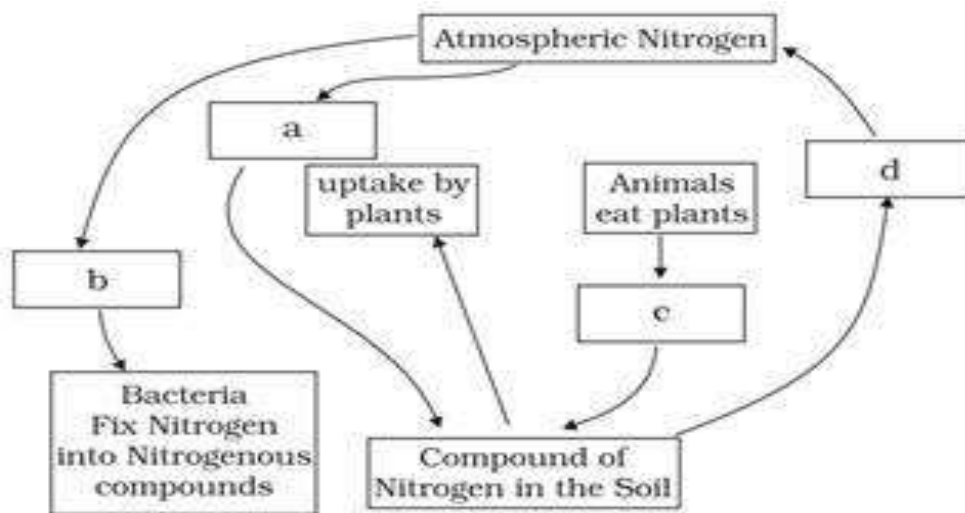 Atmospheric Nitrogen
a
uptake by
plants
Animals
eat plants
d
b
c
Bacteria
Fix Nitrogen
into Nitrogenous
compounds
Compound of
Nitrogen in the Soil